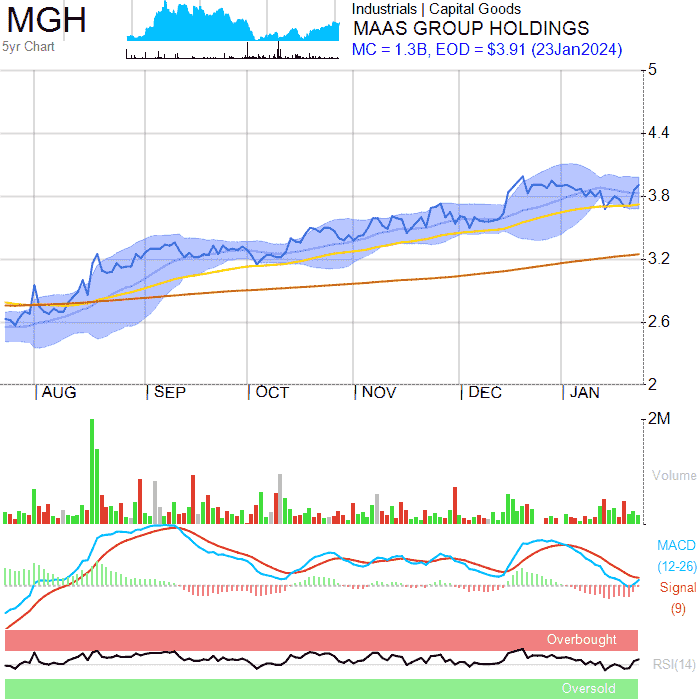 MGH
5yr Chart
Industrials | Capital Goods
MAAS GROUP HOLDINGS
MC = 1.3B, EOD = $3.91 (23Jan2024)
5
4.4
3.8
3.2
2.6
2
AUG SEP OCT NOV DEC JAN
2M
Volume
MACD
(12-26)
Signal
(9)
Overbought
RSI(14)
Oversold